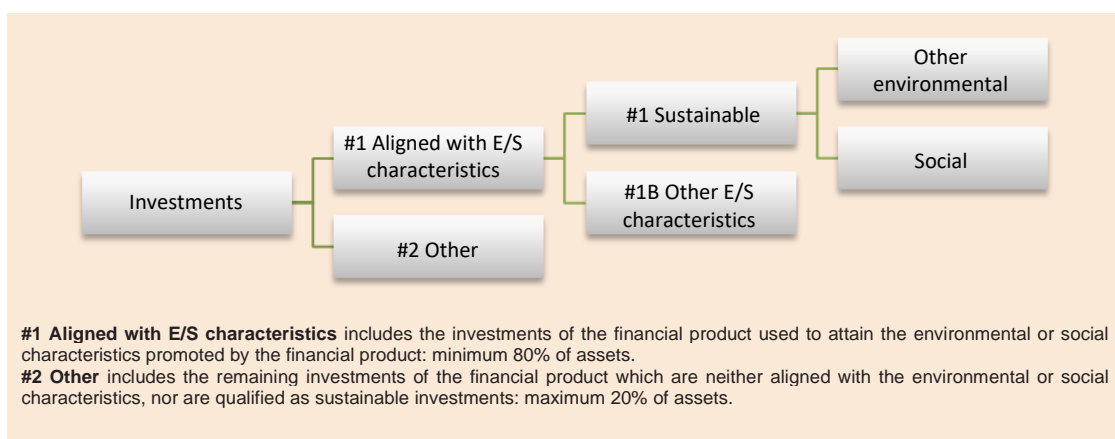 Other
environmental
#1 Sustainable
#1 Aligned with E/S
characteristics
Social
Investments
#1B Other E/S
characteristics
#2 Other
#1 Aligned with E/S characteristics includes the investments of the financial product used to attain the environmental or social
characteristics promoted by the financial product: minimum 80% of assets.
#2 Other includes the remaining investments of the financial product which are neither aligned with the environmental or social
characteristics, nor are qualified as sustainable investments: maximum 20% of assets.